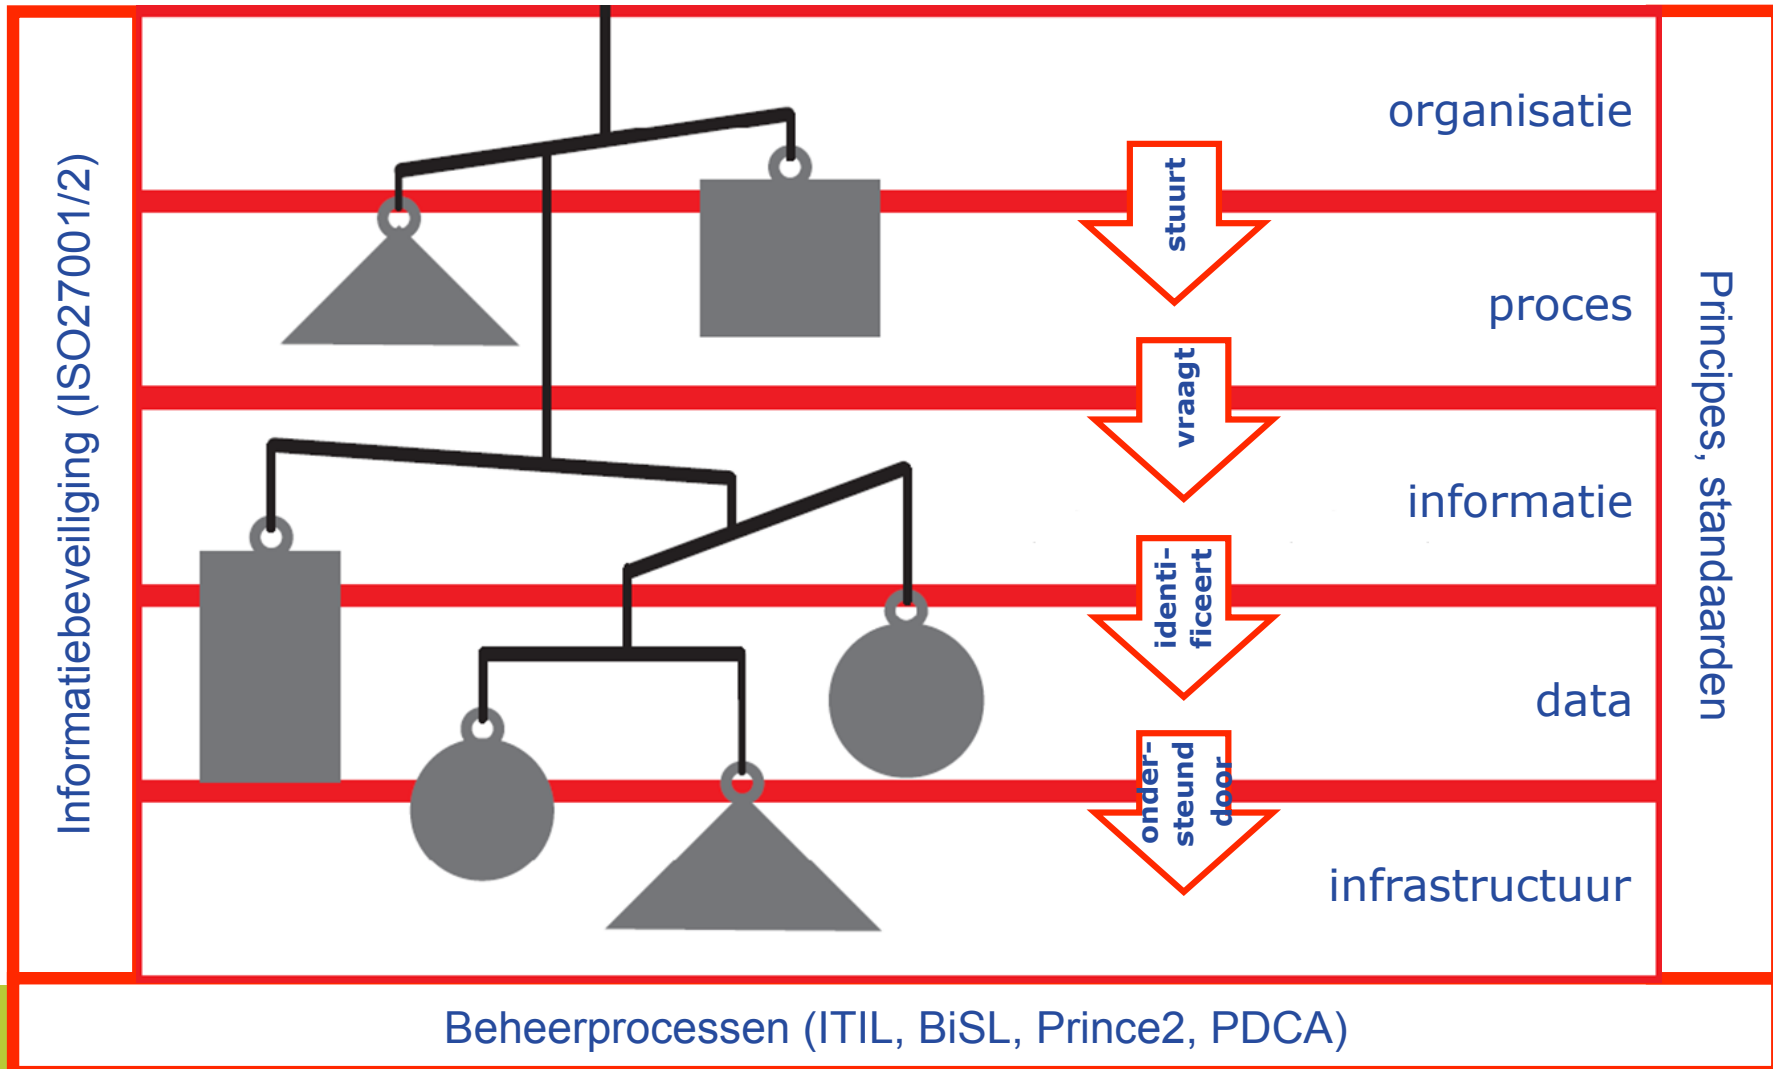 Informatiebeveiliging (ISO27001/2)
organisatie
stuurt
proces
vraagt
informatie
identi-
ficeert
data
onder-
steund
door
infrastructuur
Principes, standaarden
Beheerprocessen (ITIL, BiSL, Prince2, PDCA)